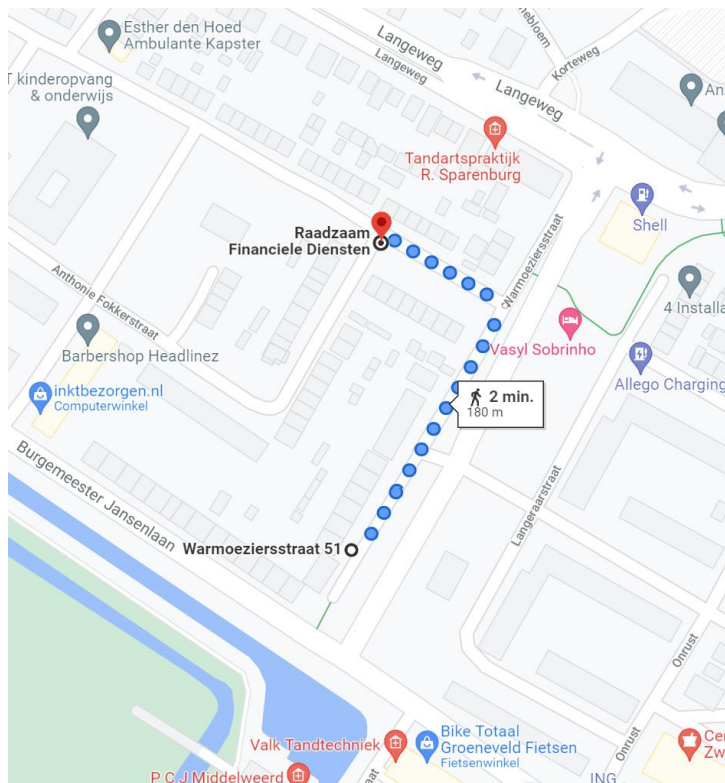 Esther den Hoed
Ambulante Kapster
Langeweg
Langeweg
Korteweg
Langeweg
kinderopvang
& onderwijs
Tandartspraktijk
R. Sparenburg
Shell
Raadzaam
Financiele Diensten
Warmoeziersstraat
Anthonie Fokkerstraat
4 Installa
Vasyl Sobrinho
Barbershop Headlinez
Allego Charging
inktbezorgen.nl
Computerwinkel
2 min.
180 m
Burgemeester Jansenlaan
Langeraarstraat
Warmoeziersstraat 51
Onrust
Onrust
Bike Totaal
Groeneveld Fietsen
Fietsenwinkel
Valk Tandtechniek
Cer
Zw
ING
P.C.J Middelweerd